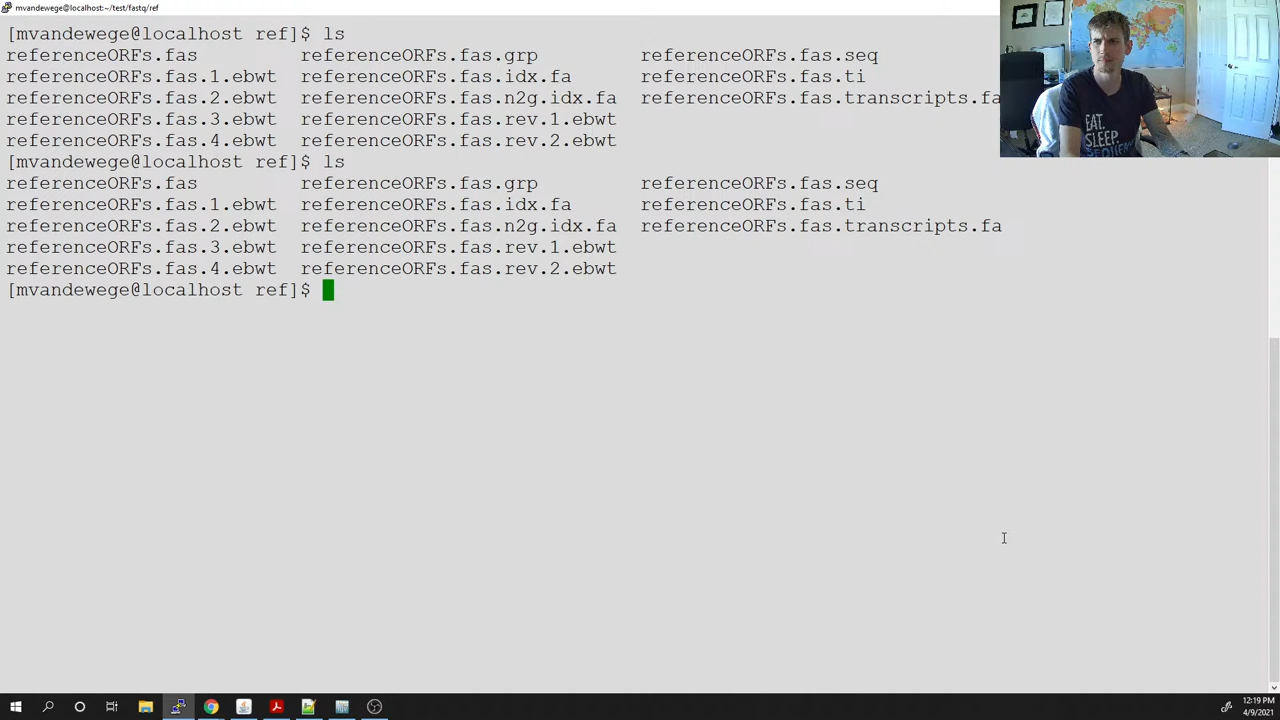 mvandewege@localhost:~/test/fastq/ref
[mvandewege@localhost ref]$ ls
referenceORFs.fas referenceORFs.fas.grp referenceORFs.fas.seq
referenceORFs.fas.1.ebwt referenceORFs.fas.idx.fa referenceORFs.fas.ti
referenceORFs.fas.2.ebwt referenceORFs.fas.n2g.idx.fa referenceORFs.fas.transcripts.fa
referenceORFs.fas.3.ebwt referenceORFs.fas.rev.1.ebwt
referenceORFs.fas.4.ebwt referenceORFs.fas.rev.2.ebwt
[mvandewege@localhost ref]$ ls
referenceORFs.fas referenceORFs.fas.grp referenceORFs.fas.seq
referenceORFs.fas.1.ebwt referenceORFs.fas.idx.fa referenceORFs.fas.ti
referenceORFs.fas.2.ebwt referenceORFs.fas.n2g.idx.fa referenceORFs.fas.transcripts.fa
referenceORFs.fas.3.ebwt referenceORFs.fas.rev.1.ebwt
referenceORFs.fas.4.ebwt referenceORFs.fas.rev.2.ebwt
[mvandewege@localhost ref]$
EAT.
SLEEP.
12:19 PM
4/9/2021